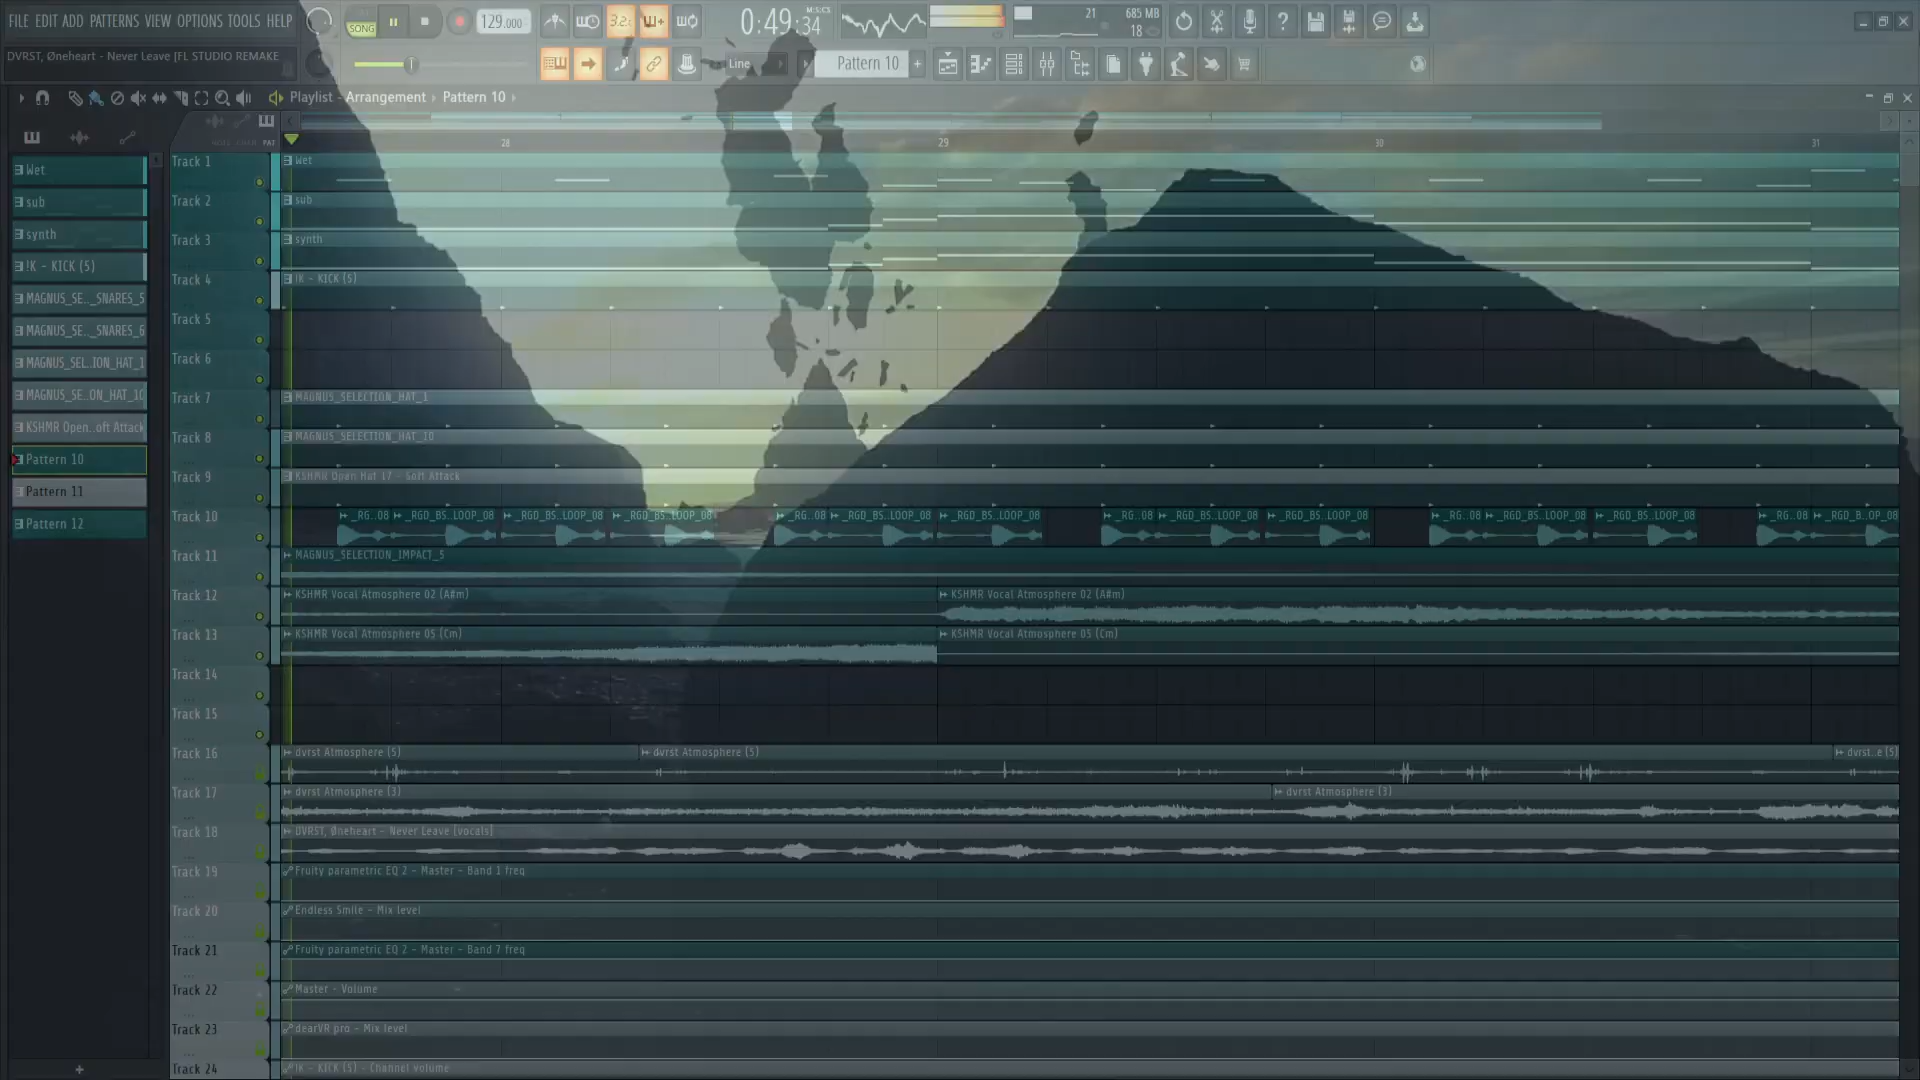 FILE EDIT ADD PATTERNS VIEW OPTIONS TOOLS HELP
SONG
129.000
3.2:
0:49:34
M:S:CS
21
685 MB
18
DVRST, Øneheart - Never Leave [FL STUDIO REMAKE
Line
Pattern 10
Playlist - Arrangement › Pattern 10 ›
28
29
30
31
Wet
sub
synth
!K - KICK (5)
MAGNUS_SE.._SNARES_5
MAGNUS_SE.._SNARES_6
MAGNUS_SEL.ION_HAT_1
MAGNUS_SE..ON_HAT_10
KSHMR Open..oft Attack
Pattern 10
Pattern 11
Pattern 12
Track 1
Wet
Track 2
sub
Track 3
synth
Track 4
!K - KICK (5)
Track 5
Track 6
Track 7
MAGNUS_SELECTION_HAT_1
Track 8
MAGNUS_SELECTION_HAT_10
Track 9
KSHMR Open Hat 17 - Soft Attack
Track 10
_RG..08 _RGD_BS..LOOP_08 _RGD_BS..LOOP_08 _RGD_BS..LOOP_08 _RG..08 _RGD_BS..LOOP_08 _RGD_BS..LOOP_08 _RG..08 _RGD_BS..LOOP_08 _RGD_BS..LOOP_08 _RG..08 _RGD_BS..LOOP_08 _RGD_BS..LOOP_08 _RG..08 _RGD_B..OP_08
Track 11
MAGNUS_SELECTION_IMPACT_5
Track 12
KSHMR Vocal Atmosphere 02 (A#m) KSHMR Vocal Atmosphere 02 (A#m)
Track 13
KSHMR Vocal Atmosphere 05 (Cm) KSHMR Vocal Atmosphere 05 (Cm)
Track 14
Track 15
Track 16
dvrst Atmosphere (5) dvrst Atmosphere (5) dvrst..e (5)
Track 17
dvrst Atmosphere (3) dvrst Atmosphere (3)
Track 18
DVRST, Øneheart - Never Leave [vocals]
Track 19
Fruity parametric EQ 2 - Master - Band 1 freq
Track 20
Endless Smile - Mix level
Track 21
Fruity parametric EQ 2 - Master - Band 7 freq
Track 22
Master - Volume
Track 23
dearVR pro - Mix level
Track 24
!K - KICK (5) - Channel volume